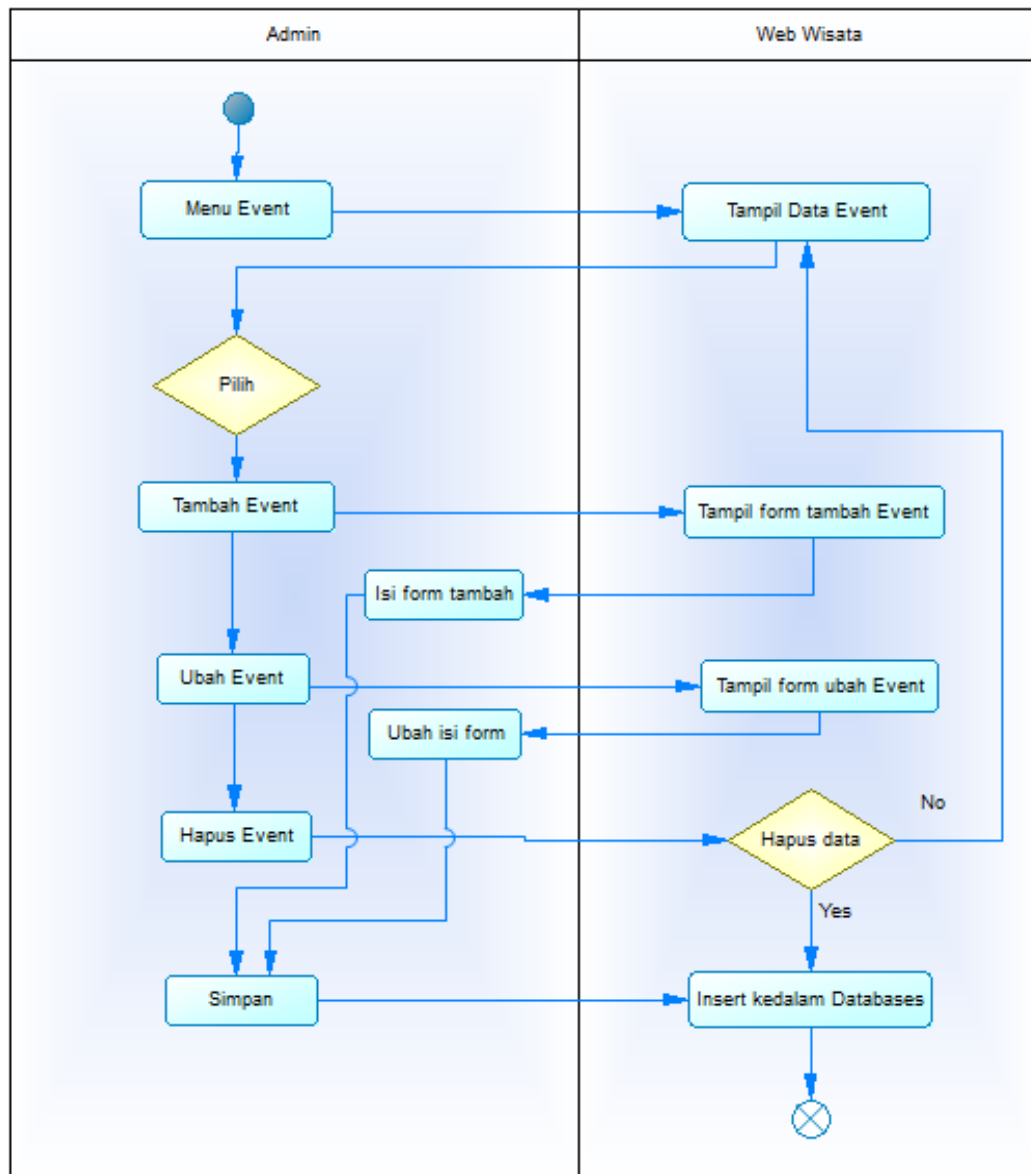 Admin
Web Wisata
Menu Event
Tampil Data Event
Pilih
Tambah Event
Tampil form tambah Event
Isi form tambah
Ubah Event
Tampil form ubah Event
Ubah isi form
No
Hapus Event
Hapus data
Yes
Simpan
Insert kedalam Databases